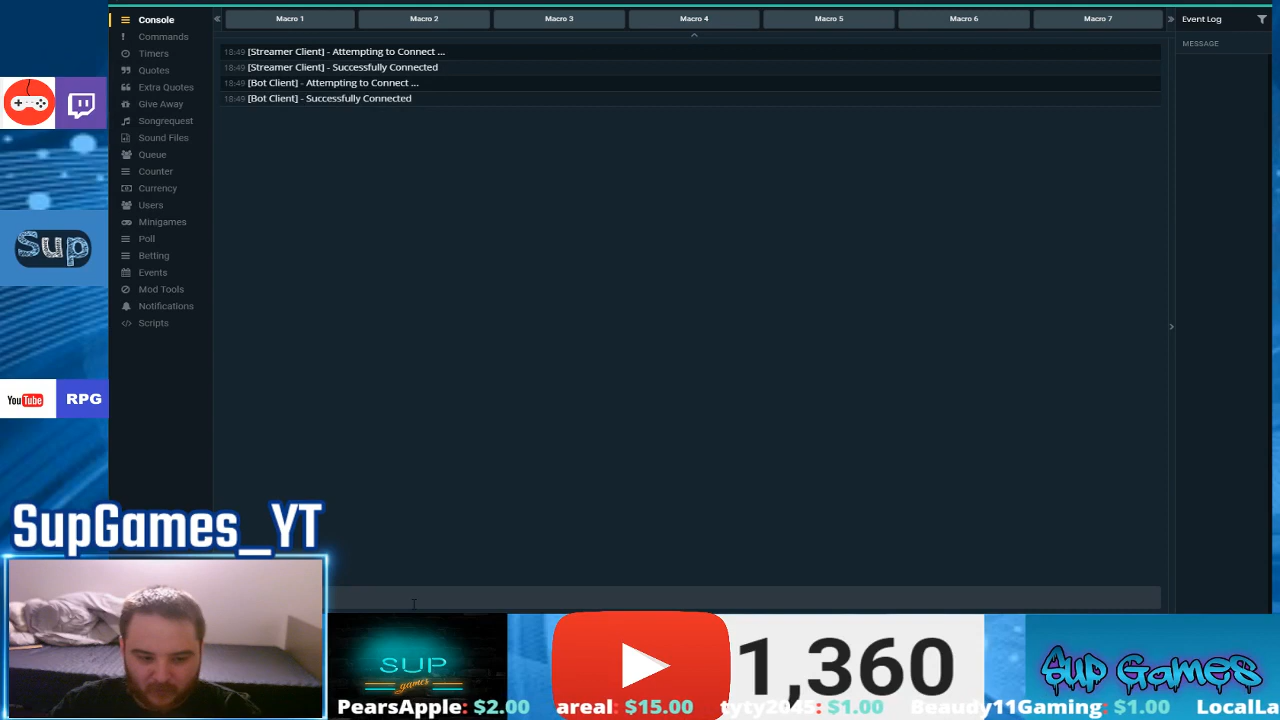 Console
Commands
Timers
Quotes
Extra Quotes
Give Away
Songrequest
Sound Files
Queue
Counter
Currency
Users
Minigames
Poll
Betting
Events
Mod Tools
Notifications
Scripts
Macro 1
Macro 2
Macro 3
Macro 4
Macro 5
Macro 6
Macro 7
18:49 [Streamer Client] - Attempting to Connect ...
18:49 [Streamer Client] - Successfully Connected
18:49 [Bot Client] - Attempting to Connect ...
18:49 [Bot Client] - Successfully Connected
Event Log
MESSAGE
Sup
YouTube RPG
SupGames_YT
SUP
games
1,360
Sup Games
PearsApple: $2.00 areal: $15.00 tyty2045: $1.00 Beaudy11Gaming: $1.00 LocalLa